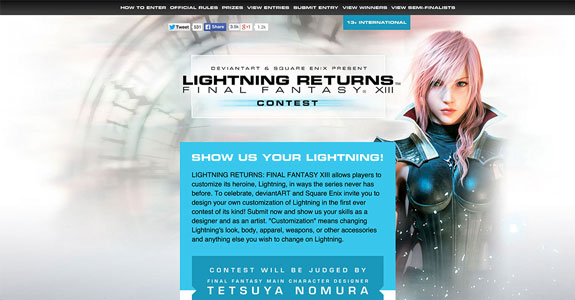 HOW TO ENTER OFFICIAL RULES PRIZES VIEW ENTRIES SUBMIT ENTRY VIEW WINNERS VIEW SEMI-FINALISTS
Tweet 531 Share 3.5k +1 1.2k
13+ INTERNATIONAL
DEVIANTART & SQUARE ENIX PRESENT
LIGHTNING RETURNS™
FINAL FANTASY® XIII
CONTEST
SHOW US YOUR LIGHTNING!
LIGHTNING RETURNS: FINAL FANTASY XIII allows players to
customize its heroine, Lightning, in ways the series never has
before. To celebrate, deviantART and Square Enix invite you to
design your own customization of Lightning in the first ever
contest of its kind! Submit now and show us your skills as a
designer and as an artist. "Customization" means changing
Lightning's look, body, apparel, weapons, or other accessories
and anything else you wish to change on Lightning.
CONTEST WILL BE JUDGED BY
FINAL FANTASY MAIN CHARACTER DESIGNER
TETSUYA NOMURA